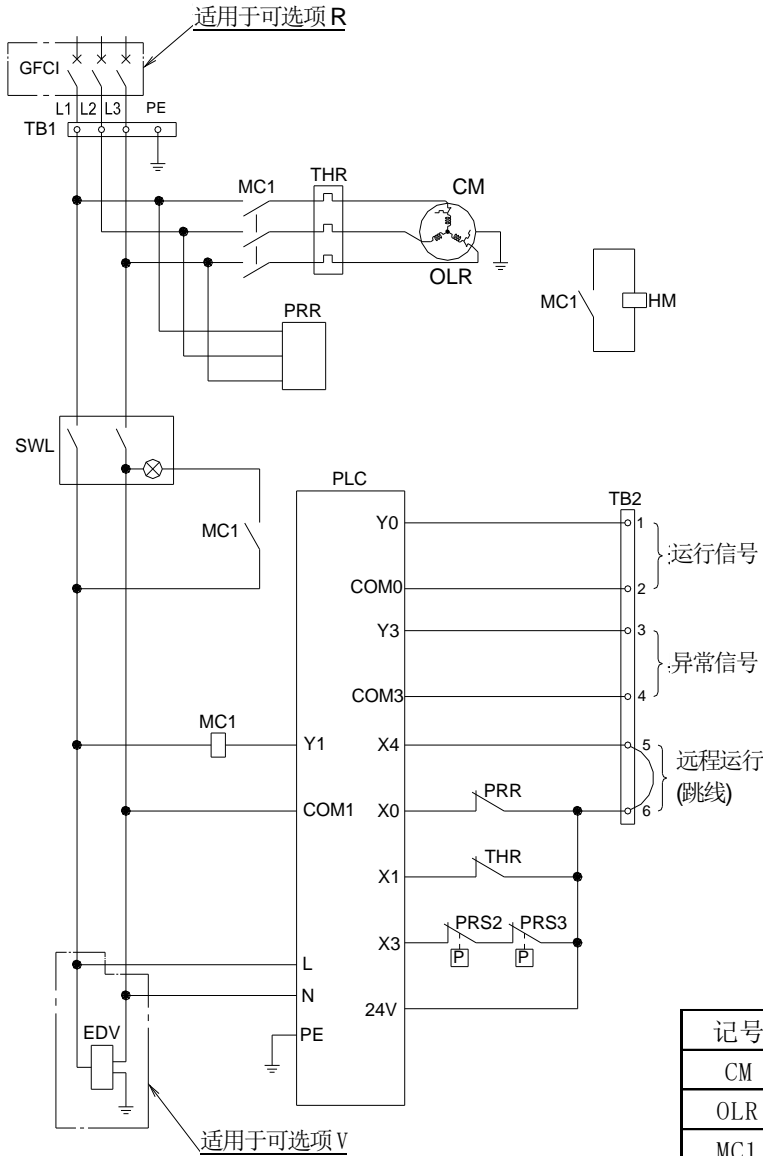 适用于可选项R
GFCI
L1 L2 L3 PE
TB1
MC1 THR CM
OLR
MC1 HM
PRR
SWL
PLC
TB2
MC1
Y0 1
运行信号
COM0 2
Y3 3
异常信号
COM3 4
MC1
Y1 X4 5
远程运行
(跳线)
COM1 X0 PRR 6
X1 THR
X3 PRS2 PRS3
P P
L
N
24V
EDV
PE
适用于可选项V
记号
CM
OLR
MC1